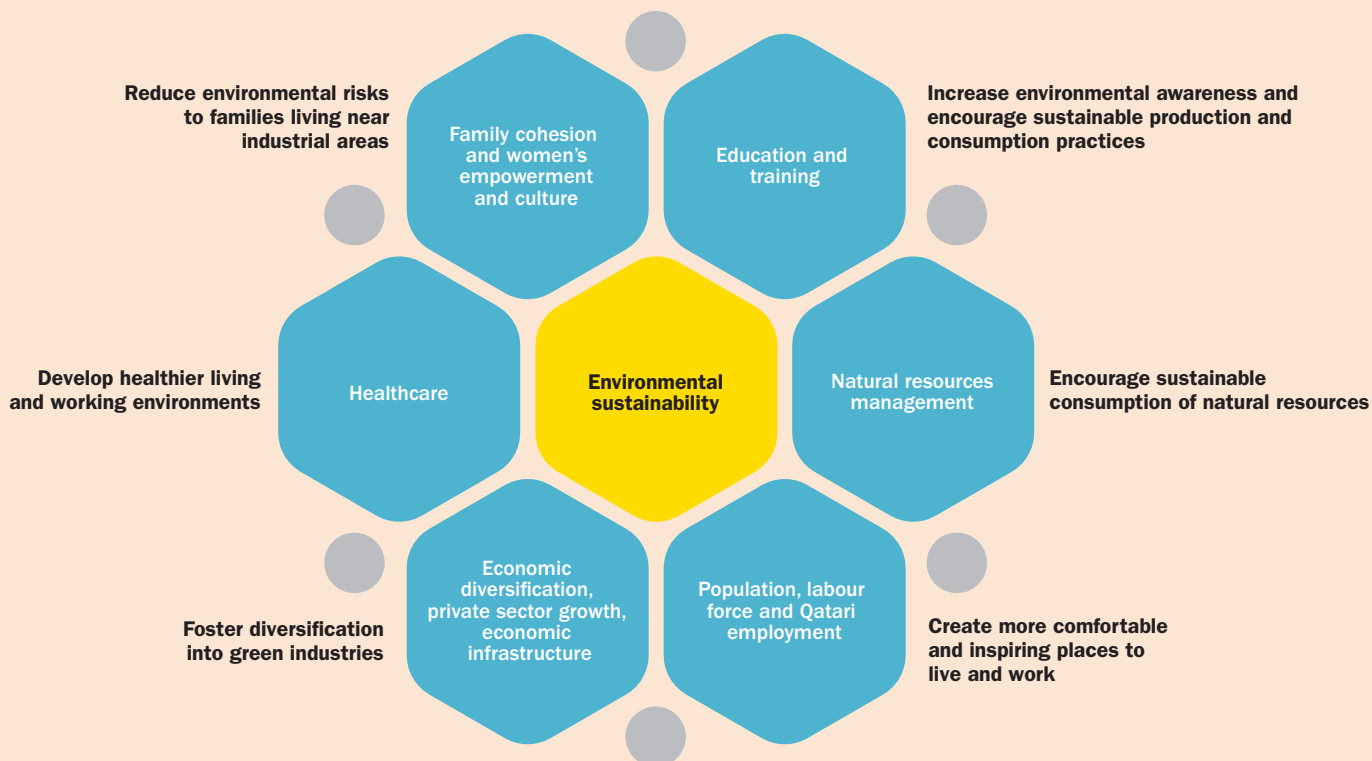 Reduce environmental risks
to families living near
industrial areas
Family cohesion
and women’s
empowerment
and culture
Education and
training
Increase environmental awareness and
encourage sustainable production and
consumption practices
Develop healthier living
and working environments
Healthcare
Environmental
sustainability
Natural resources
management
Encourage sustainable
consumption of natural resources
Foster diversification
into green industries
Economic
diversification,
private sector growth,
economic
infrastructure
Population, labour
force and Qatari
employment
Create more comfortable
and inspiring places to
live and work